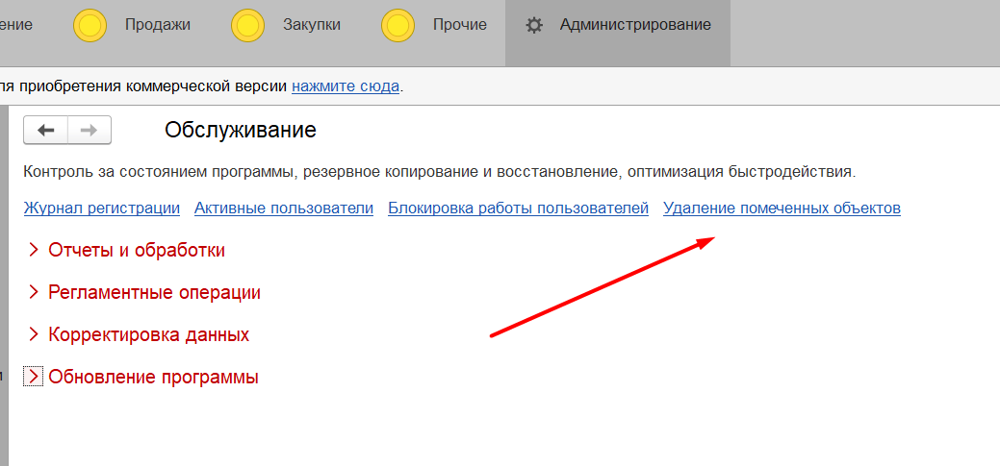 ение Продажи Закупки Прочие Администрирование
ля приобретения коммерческой версии нажмите сюда.
Обслуживание
Контроль за состоянием программы, резервное копирование и восстановление, оптимизация быстродействия.
Журнал регистрации Активные пользователи Блокировка работы пользователей Удаление помеченных объектов
Отчеты и обработки
Регламентные операции
Корректировка данных
Обновление программы